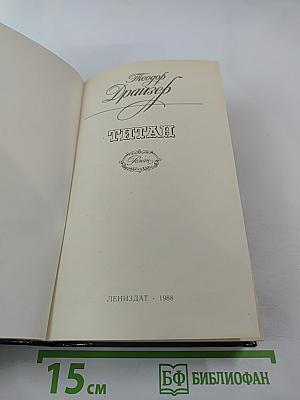 Теодор
Драйзер
ТИТАН
Роман
ЛЕНИЗДАТ · 1988
15 см
БФ БИБЛИОФАН